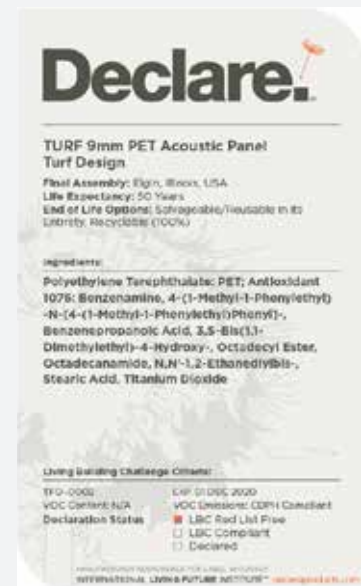 Declare.
TURF 9mm PET Acoustic Panel
Turf Design
Final Assembly: Elgin, Illinois, USA
Life Expectancy: 50 Years
End of Life Options: Salvageable/Reusable in its
Entirety, Recyclable (100%)
Ingredients:
Polyethylene Terephthalate: PET; Antioxidant
1076: Benzenamine, 4-(1-Methyl-1-Phenylethyl)
-N-[4-(1-Methyl-1-Phenylethyl)Phenyl]-,
Benzenepropanoic Acid, 3,5-Bis(1,1-
Dimethylethyl)-4-Hydroxy-, Octadecyl Ester,
Octadecanamide, N,N'-1,2-Ethanediylbis-,
Stearic Acid, Titanium Dioxide
Living Building Challenge Criteria:
TFD-0002
EXP. 01 DEC 2020
VOC Content: N/A
VOC Emissions: CDPH Compliant
Declaration Status
LBC Red List Free
LBC Compliant
Declared
INTERNATIONAL LIVING FUTURE INSTITUTE™